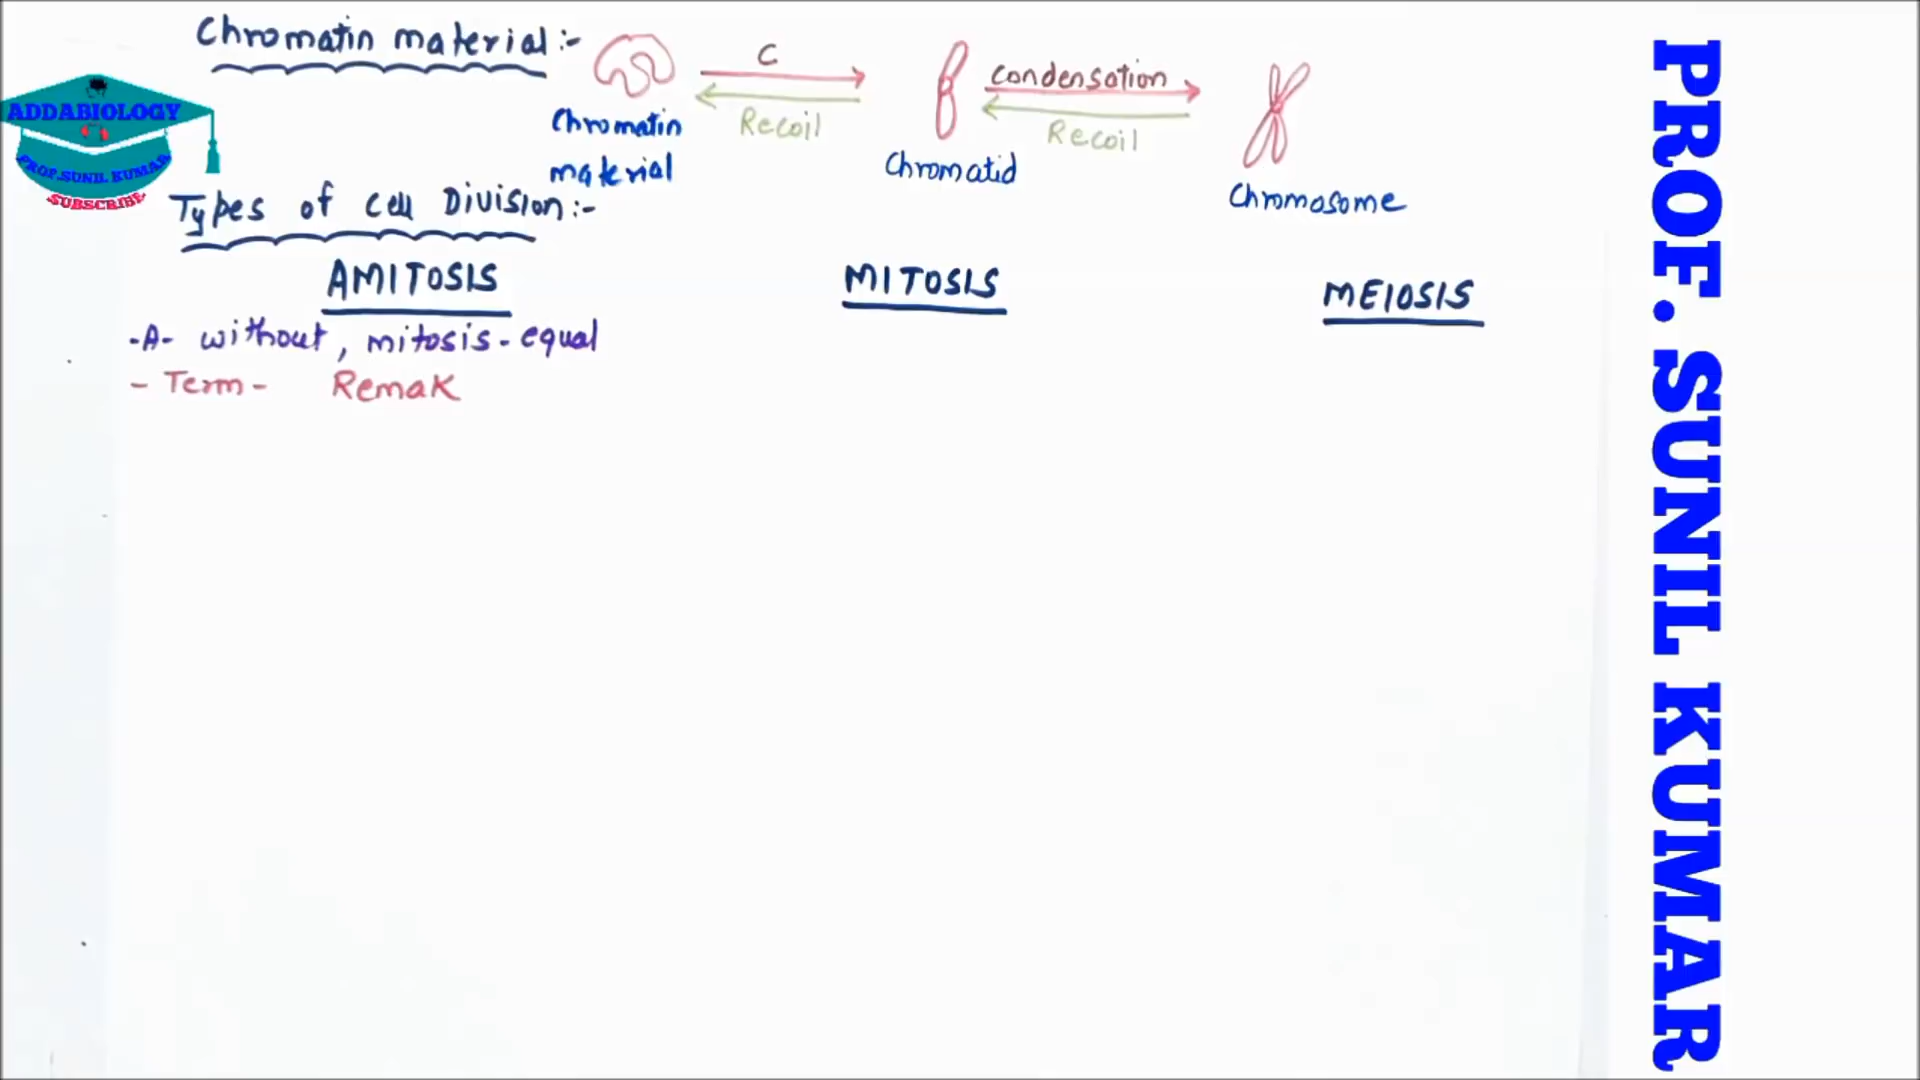 Chromatin material:-
C
Condensation
Recoil
Recoil
Chromatin
material
Chromatid
Chromosome
ADDABIOLOGY
PROF.SUNIL KUMAR
SUBSCRIBE
Types of Cell Division:-
AMITOSIS
MITOSIS
MEIOSIS
-A- without, mitosis - equal
- Term - Remak
PROF. SUNIL KUMAR